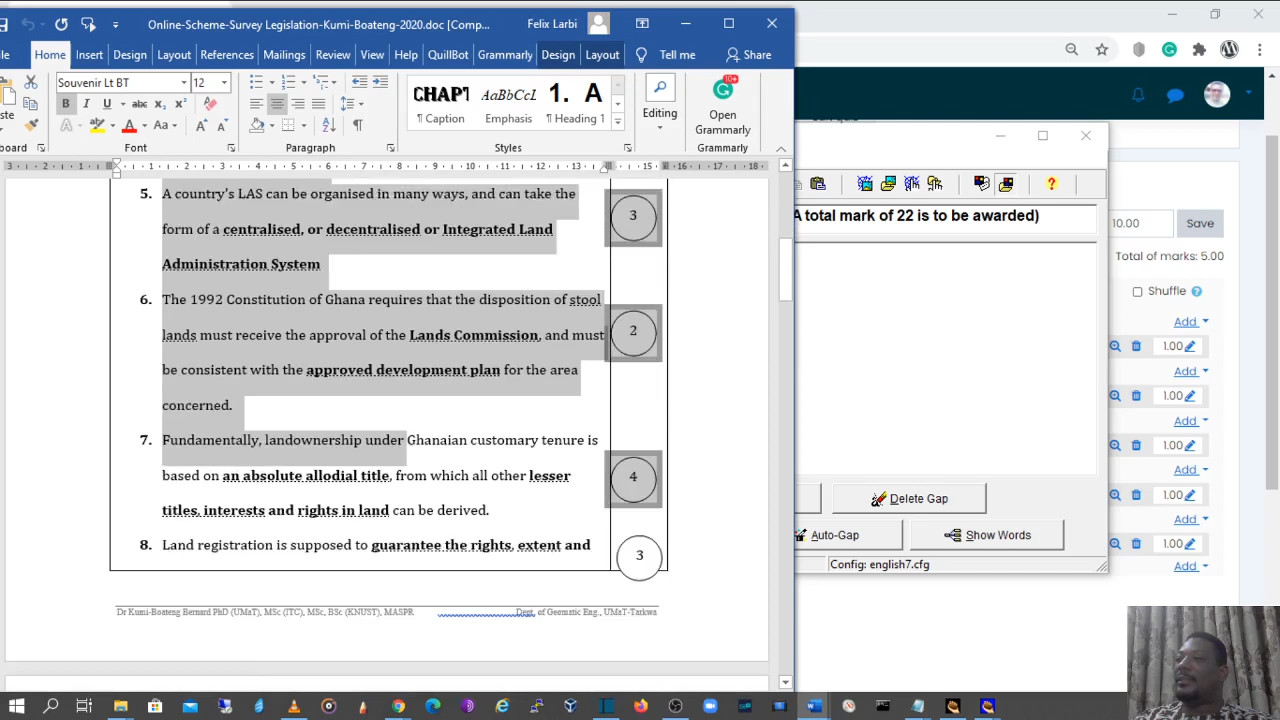 Online-Scheme-Survey Legislation-Kumi-Boateng-2020.doc [Comp...
Felix Larbi
Home
Insert
Design
Layout
References
Mailings
Review
View
Help
QuillBot
Grammarly
Design
Layout
Tell me
Share
Souvenir Lt BT
12
Editing
Open
Grammarly
¶ Caption
Emphasis
¶ Heading 1
Font
Paragraph
Styles
Grammarly
5. A country's LAS can be organised in many ways, and can take the
form of a centralised, or decentralised or Integrated Land
Administration System
3
6. The 1992 Constitution of Ghana requires that the disposition of stool
lands must receive the approval of the Lands Commission, and must
be consistent with the approved development plan for the area
concerned.
2
7. Fundamentally, landownership under Ghanaian customary tenure is
based on an absolute allodial title, from which all other lesser
titles, interests and rights in land can be derived.
4
8. Land registration is supposed to guarantee the rights, extent and
3
Dr Kumi-Boateng Bernard PhD (UMaT), MSc (ITC), MSc, BSc (KNUST), MASPR
Dept. of Geomatic Eng., UMaT-Tarkwa
A total mark of 22 is to be awarded)
Delete Gap
Auto-Gap
Show Words
Config: english7.cfg
10.00
Save
Total of marks: 5.00
Shuffle
Add
1.00
Add
1.00
Add
1.00
Add
1.00
Add
1.00
Add